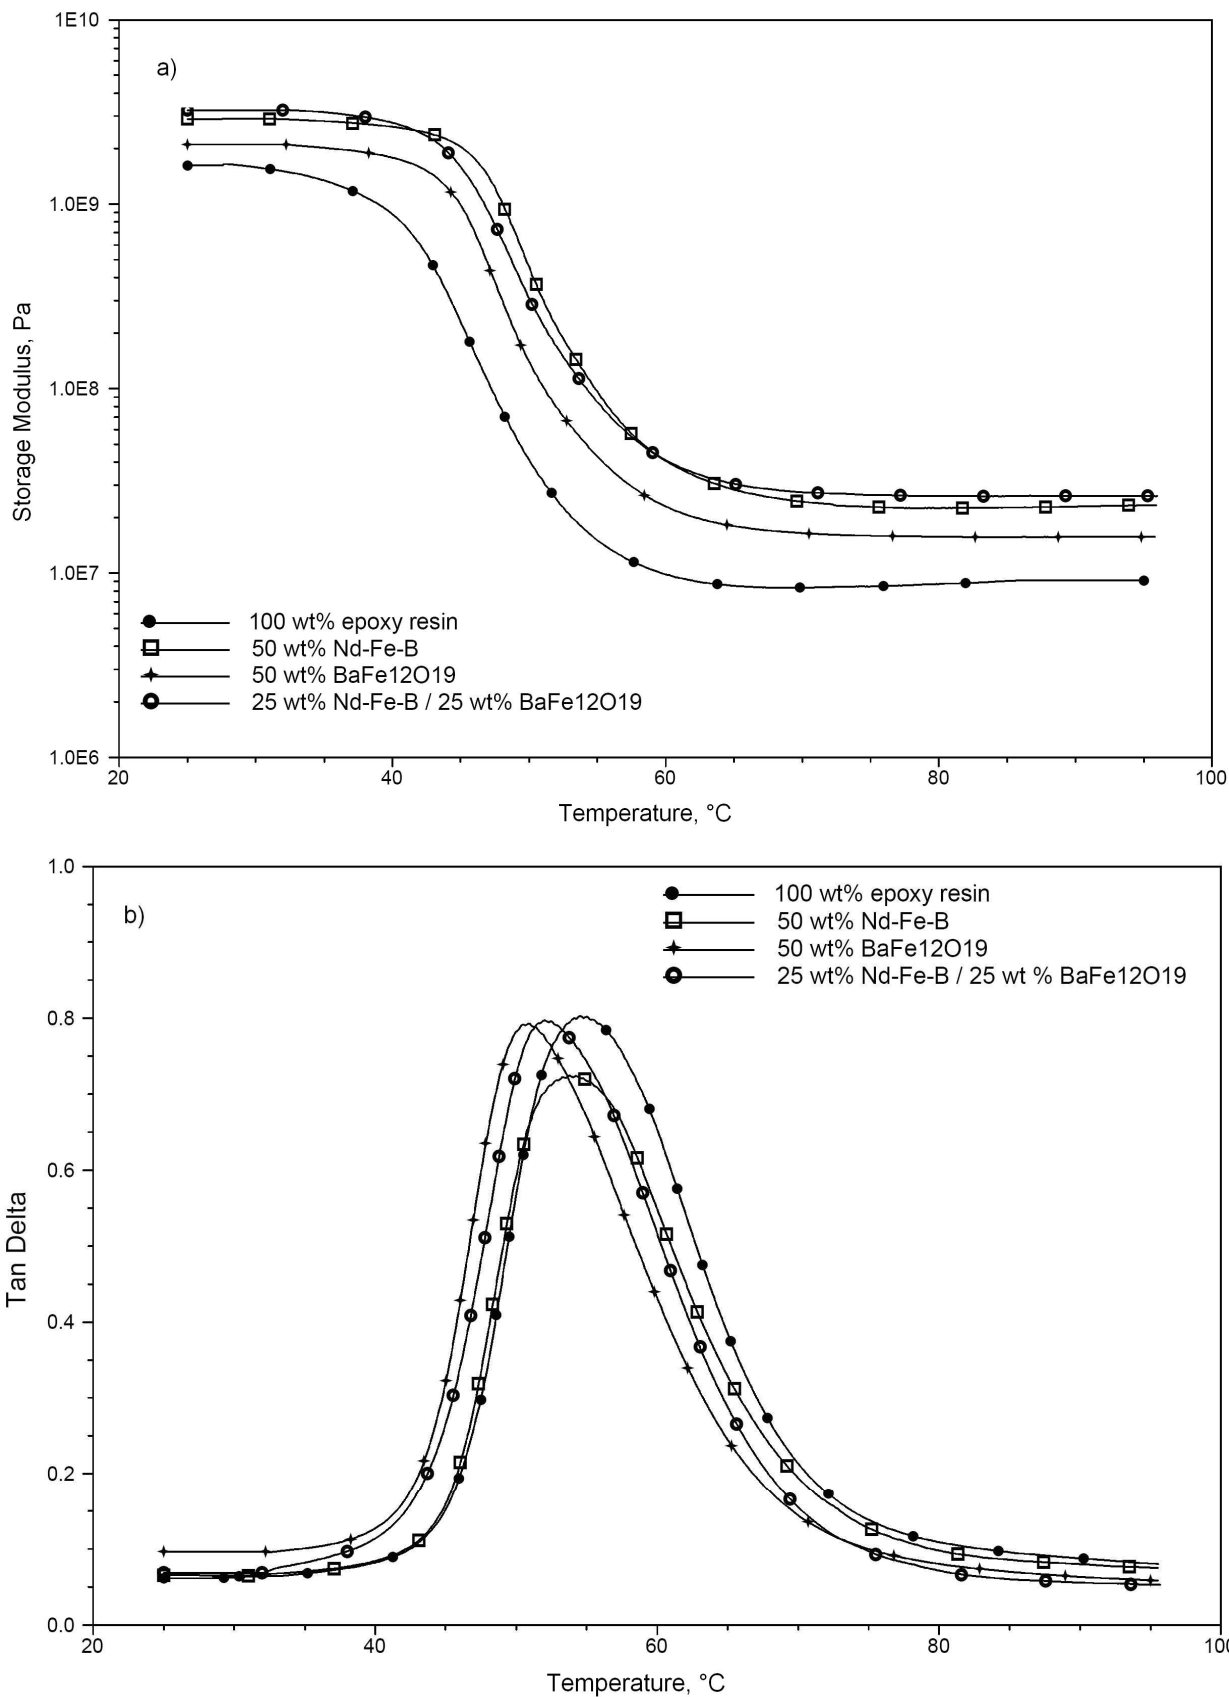 1E10
a)
1.0E9
Storage Modulus, Pa
1.0E8
1.0E7
100 wt% epoxy resin
50 wt% Nd-Fe-B
50 wt% BaFe12O19
25 wt% Nd-Fe-B / 25 wt% BaFe12O19
1.0E6
20 40 60 80 100
Temperature, °C
1.0
b)
100 wt% epoxy resin
50 wt% Nd-Fe-B
50 wt% BaFe12O19
25 wt% Nd-Fe-B / 25 wt % BaFe12O19
0.8
0.6
Tan Delta
0.4
0.2
0.0
20 40 60 80 100
Temperature, °C